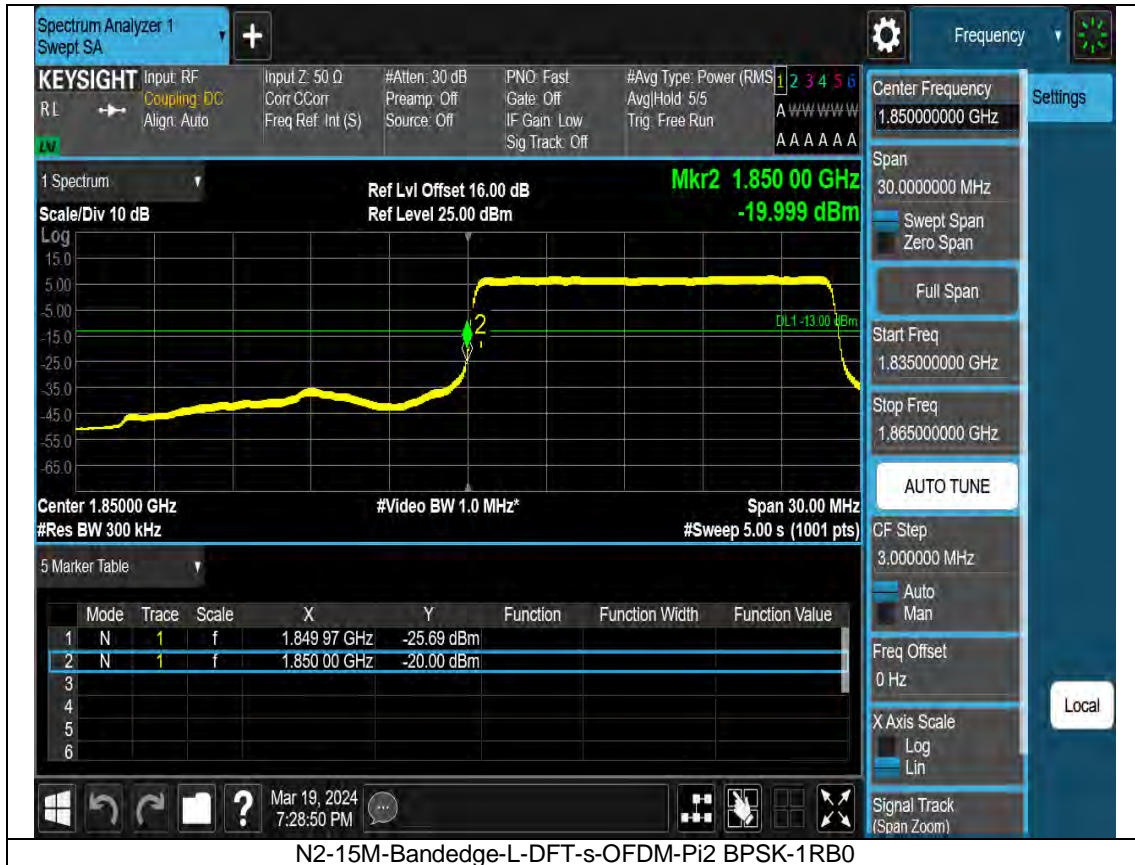 Spectrum Analyzer 1
Swept SA
Frequency
KEYSIGHT
RL
Input: RF
Coupling: DC
Align: Auto
Input Z: 50 Ω
Corr CCorr
Freq Ref: Int (S)
#Atten: 30 dB
Preamp: Off
Source: Off
PNO: Fast
Gate: Off
IF Gain: Low
Sig Track: Off
#Avg Type: Power (RMS
Avg|Hold: 5/5
Trig: Free Run
1 2 3 4 5 6
A W W W W W
A A A A A A
1 Spectrum
Scale/Div 10 dB
Ref Lvl Offset 16.00 dB
Ref Level 25.00 dBm
Mkr2 1.850 00 GHz
-19.999 dBm
Log
15.0
5.00
-5.00
-15.0
-25.0
-35.0
-45.0
-55.0
-65.0
2
DL1 -13.00 dBm
Center 1.85000 GHz
#Video BW 1.0 MHz*
Span 30.00 MHz
#Res BW 300 kHz
#Sweep 5.00 s (1001 pts)
5 Marker Table
Mode Trace Scale X Y Function Function Width Function Value
1 N 1 f 1.849 97 GHz -25.69 dBm
2 N 1 f 1.850 00 GHz -20.00 dBm
3
4
5
6
Center Frequency
1.850000000 GHz
Settings
Span
30.0000000 MHz
Swept Span
Zero Span
Full Span
Start Freq
1.835000000 GHz
Stop Freq
1.865000000 GHz
AUTO TUNE
CF Step
3.000000 MHz
Auto
Man
Freq Offset
0 Hz
X Axis Scale
Log
Lin
Signal Track
(Span Zoom)
Local
?
Mar 19, 2024
7:28:50 PM
N2-15M-Bandedge-L-DFT-s-OFDM-Pi2 BPSK-1RB0